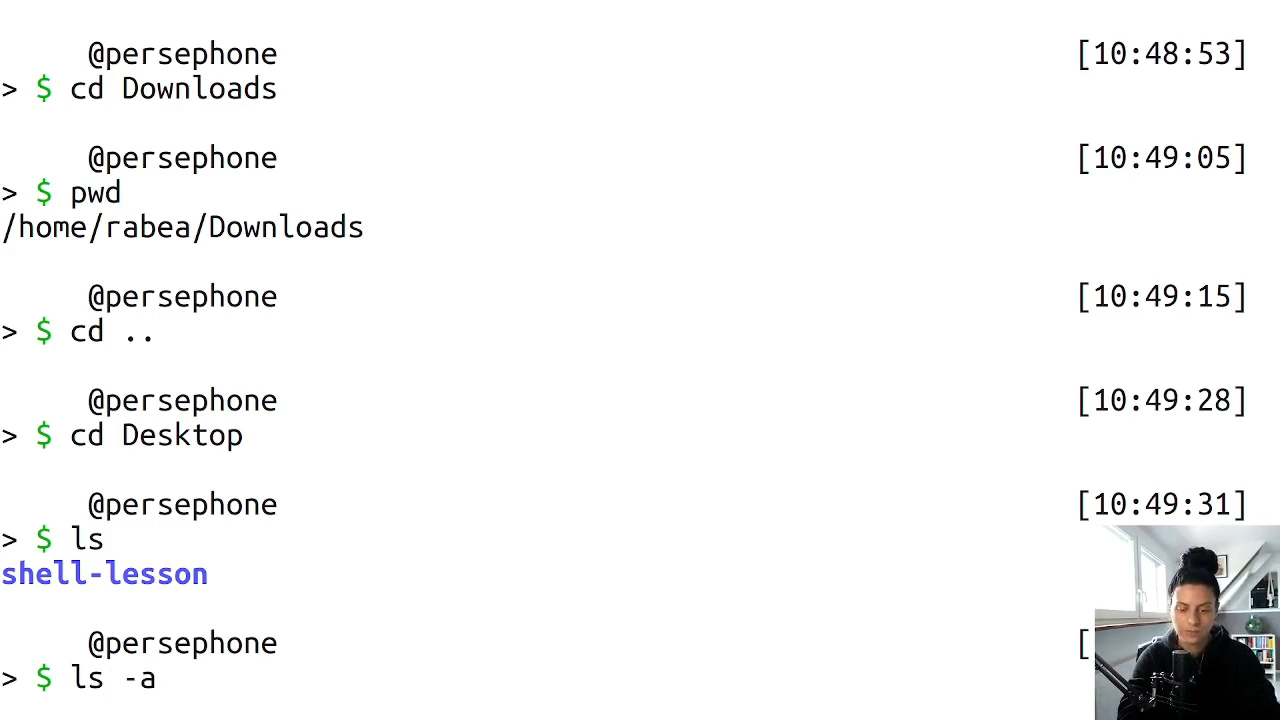 @persephone [10:48:53]
> $ cd Downloads
@persephone [10:49:05]
> $ pwd
/home/rabea/Downloads
@persephone [10:49:15]
> $ cd ..
@persephone [10:49:28]
> $ cd Desktop
@persephone [10:49:31]
> $ ls
shell-lesson
@persephone [
> $ ls -a